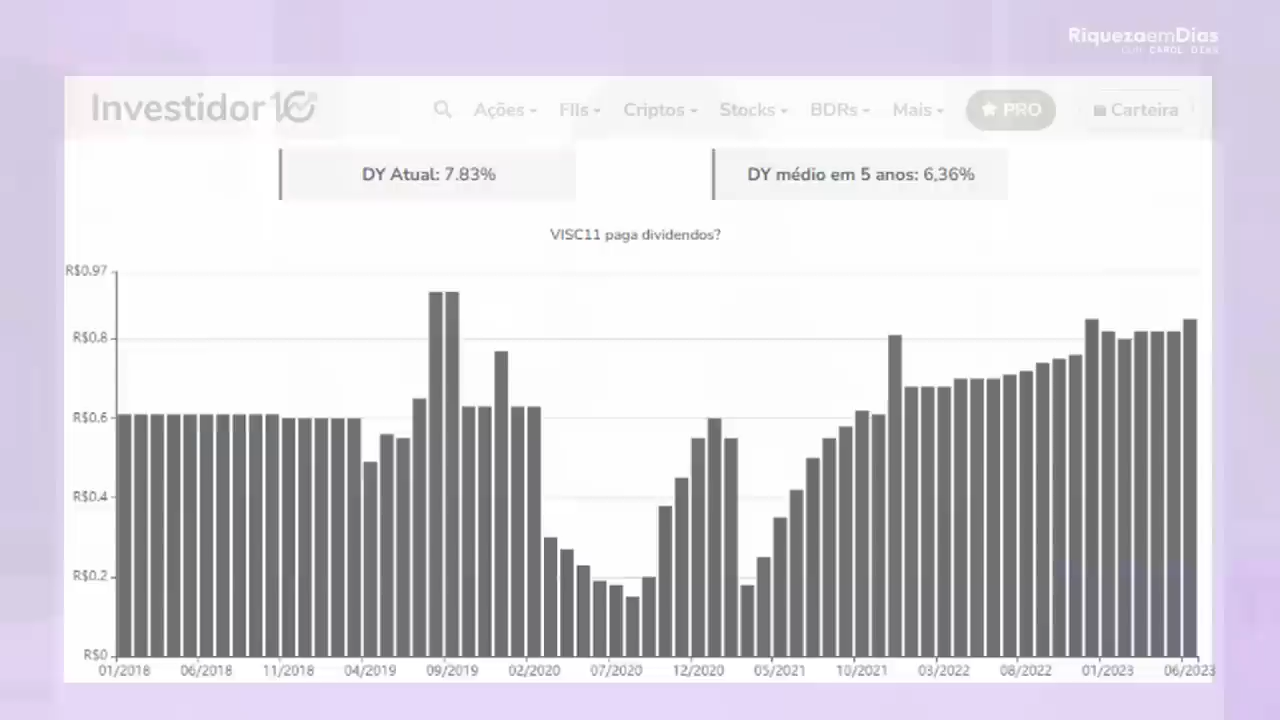 RiquezaemDias
COM CAROL DIAS
Investidor10
Ações
FIIs
Criptos
Stocks
BDRs
Mais
PRO
Carteira
DY Atual: 7.83%
DY médio em 5 anos: 6,36%
VISC11 paga dividendos?
R$0,97
R$0.8
R$0.6
R$0.4
R$0.2
R$0
01/2018 06/2018 11/2018 04/2019 09/2019 02/2020 07/2020 12/2020 05/2021 10/2021 03/2022 08/2022 01/2023 06/2023